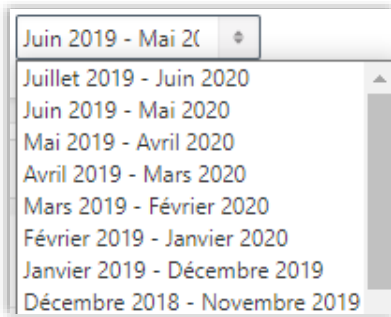 Juin 2019 - Mai 20
Juillet 2019 - Juin 2020
Juin 2019 - Mai 2020
Mai 2019 - Avril 2020
Avril 2019 - Mars 2020
Mars 2019 - Février 2020
Février 2019 - Janvier 2020
Janvier 2019 - Décembre 2019
Décembre 2018 - Novembre 2019